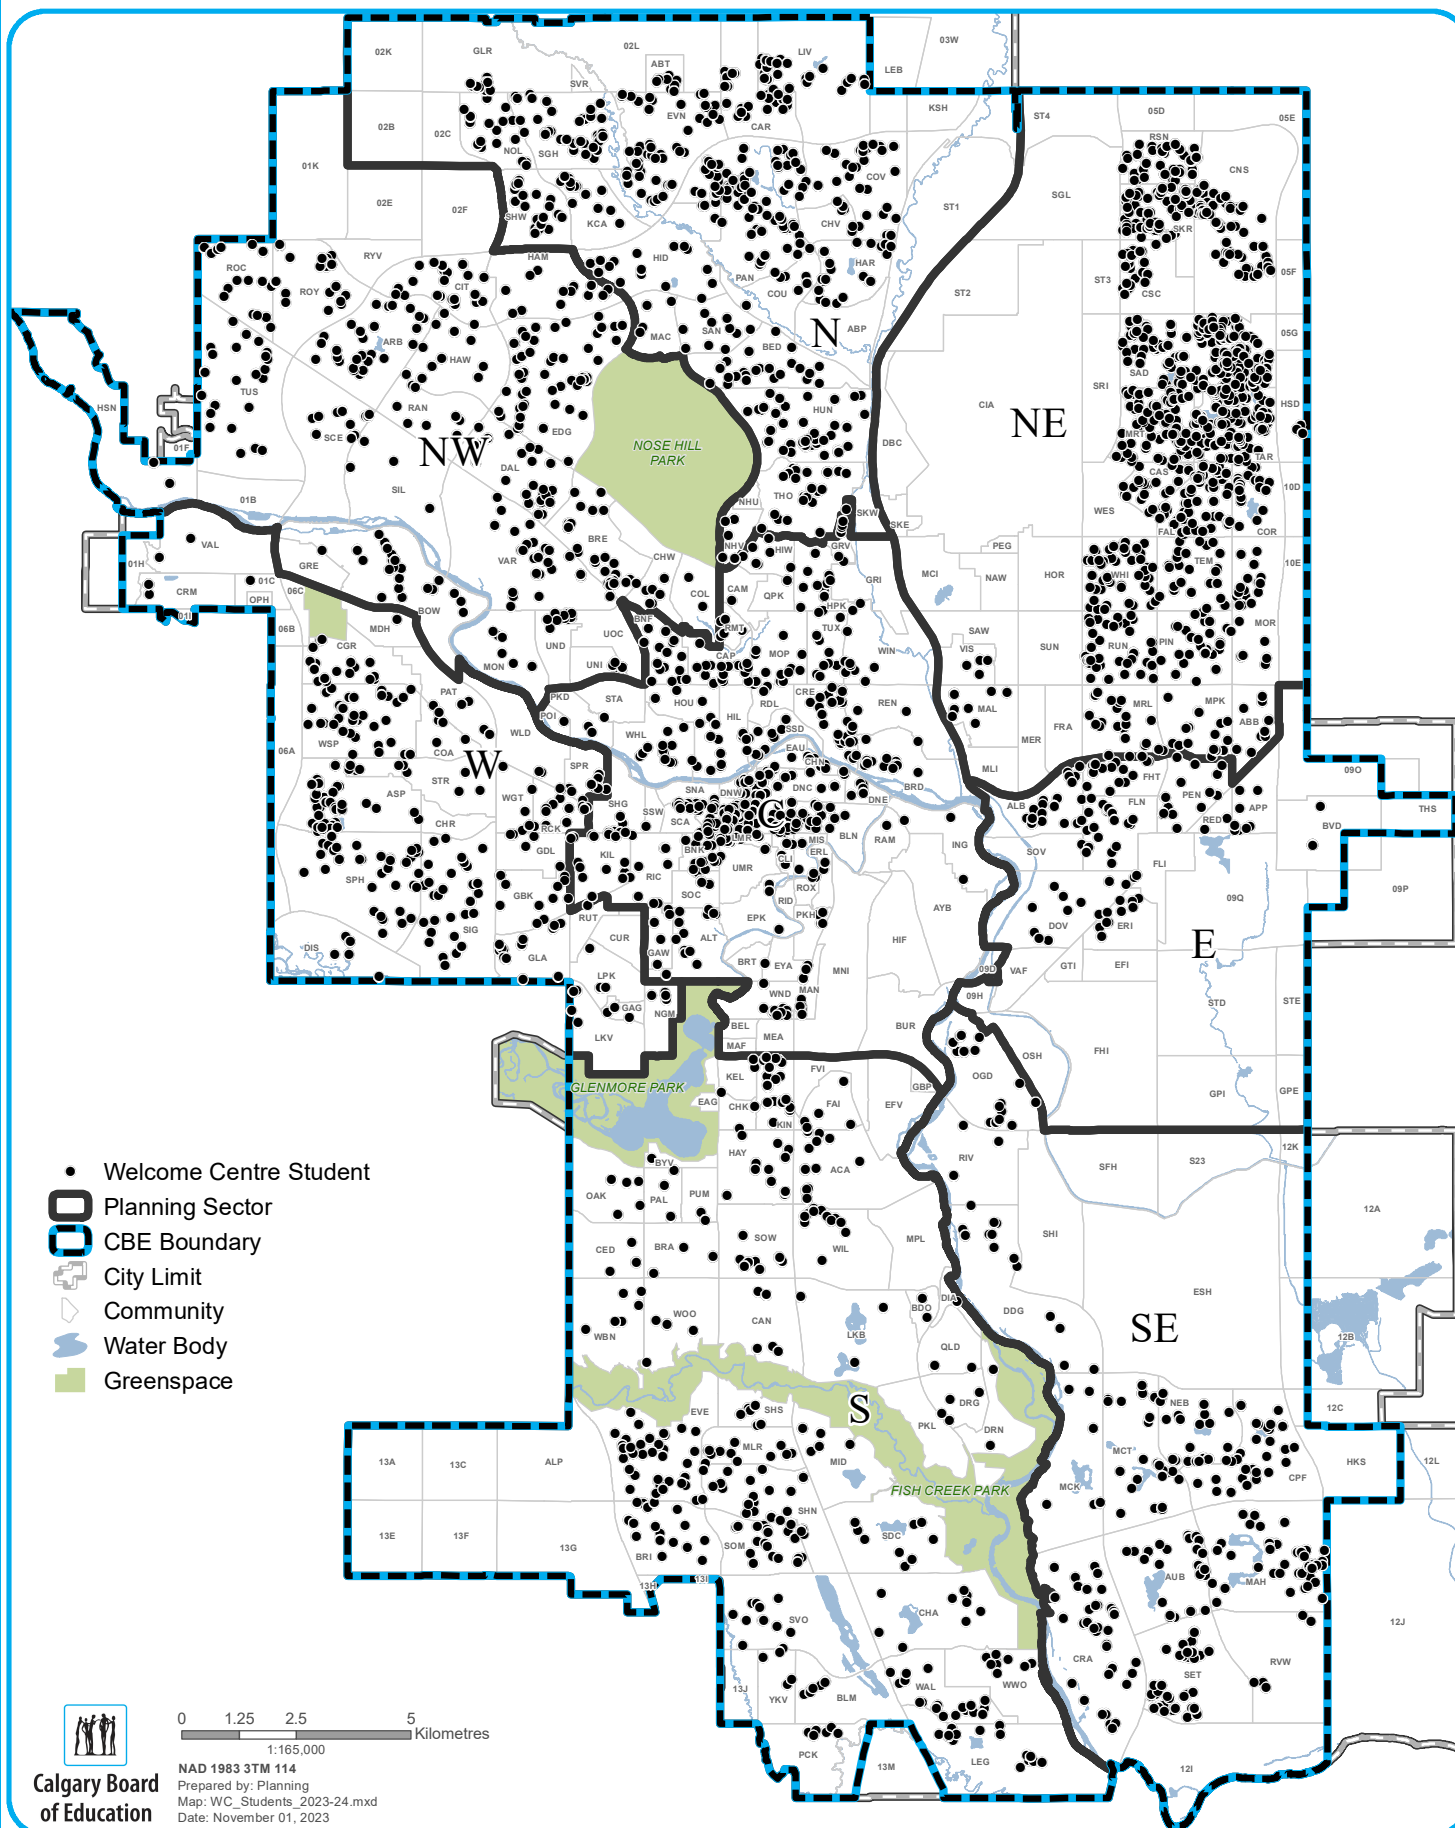 02K
GLR
02L
ABT
LIV
03W
LEB
SVR
KSH
ST4
05D
05E
EVN
02B
02C
CAR
RSN
NOL
SGH
01K
COV
CNS
SGL
02E
02F
SHW
KCA
CHV
ST1
SKR
RYV
HAM
HID
HAR
ROC
PAN
ROY
CIT
COU
ST2
ST3
CSC
05F
N
ABP
MAC
SAN
BED
05G
ARB
HAW
SAD
SRI
TUS
HSN
RAN
HUN
CIA
NE
HSD
SCE
EDG
NW
NOSE HILL
PARK
DBC
MRT
01F
TAR
DAL
CAS
SIL
THO
10D
01B
NHU
SKW
WES
SKE
FAL
COR
VAL
BRE
NHV
HIW
GRV
PEG
CHW
VAR
TEM
01H
GRE
HOR
WHI
10E
MCI
NAW
01C
GRI
CRM
OPH
06C
COL
CAM
QPK
HPK
BOW
01I
BNF
MOR
06B
MDH
RMT
TUX
SAW
UOC
CGR
UND
CAP
MOP
WIN
VIS
SUN
RUN
PIN
MON
UNI
PAT
PKD
STA
HOU
CRE
RDL
REN
MAL
MRL
MPK
POI
HIL
ABB
SSD
FRA
WLD
WHL
MER
WSP
06A
COA
EAU
CHN
W
SPR
MLI
09O
STR
DNC
BRD
FHT
SNA
DNW
ASP
WGT
SHG
DNE
PEN
SSW
ALB
FLN
APP
THS
C
SCA
RED
CHR
RCK
BVD
LMR
MIS
BLN
RAM
ING
GDL
KIL
BNK
ERL
SOV
CLI
FLI
UMR
SPH
RIC
ROX
GBK
SOC
RID
09P
09Q
AYB
EPK
PKH
RUT
DOV
ERI
SIG
CUR
ALT
HIF
E
DIS
GAW
GLA
BRT
EYA
MNI
09D
VAF
GTI
EFI
LPK
WND
MAN
09H
STD
STE
GAG
NGM
BEL
BUR
LKV
MEA
MAF
OSH
FHI
FVI
KEL
OGD
GLENMORE PARK
GBP
GPI
GPE
EAG
CHK
FAI
EFV
KIN
12K
HAY
BYV
RIV
S23
SFH
ACA
OAK
PAL
PUM
12A
SHI
SOW
MPL
CED
BRA
WIL
ESH
DIA
BDO
DDG
WOO
CAN
WBN
LKB
SE
12B
QLD
S
DRG
NEB
12C
EVE
SHS
PKL
DRN
MLR
MCT
13A
13C
ALP
MID
HKS
12L
CPF
MCK
FISH CREEK PARK
SHN
13E
13F
SDC
13G
SOM
BRI
AUB
MAH
13H
13I
CHA
SVO
12J
CRA
RVW
SET
WAL
WWO
13J
YKV
BLM
PCK
LEG
13M
12I
Welcome Centre Student
Planning Sector
CBE Boundary
City Limit
Community
Water Body
Greenspace
0 1.25 2.5 5
Kilometres
1:165,000
NAD 1983 3TM 114
Prepared by: Planning
Map: WC_Students_2023-24.mxd
Date: November 01, 2023
Calgary Board
of Education